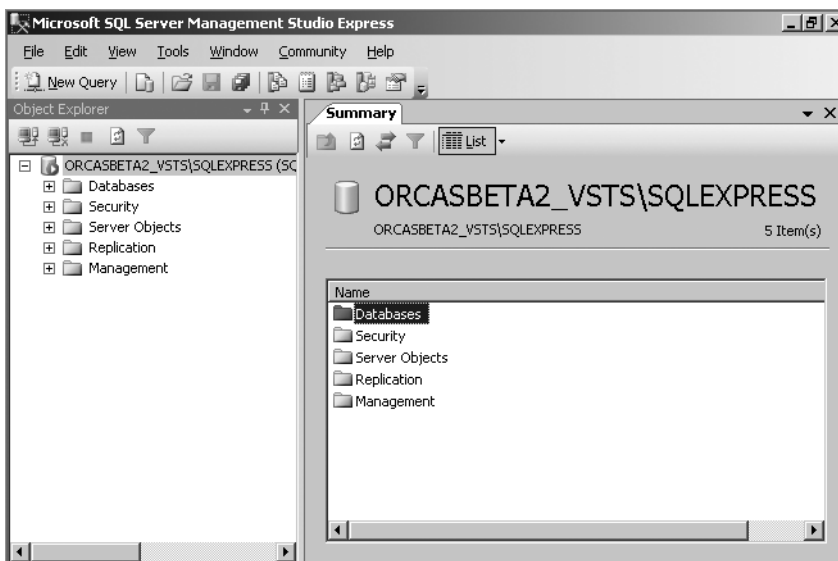 Microsoft SQL Server Management Studio Express
File Edit View Tools Window Community Help
New Query
Object Explorer
ORCASBETA2_VSTS\SQLEXPRESS (SQ
Databases
Security
Server Objects
Replication
Management
Summary
List
ORCASBETA2_VSTS\SQLEXPRESS
ORCASBETA2_VSTS\SQLEXPRESS 5 Item(s)
Name
Databases
Security
Server Objects
Replication
Management